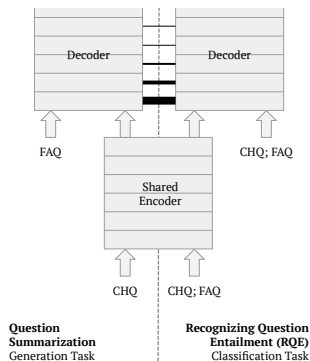 Decoder
Decoder
FAQ
CHQ; FAQ
Shared
Encoder
CHQ
CHQ; FAQ
Question
Summarization
Generation Task
Recognizing Question
Entailment (RQE)
Classification Task